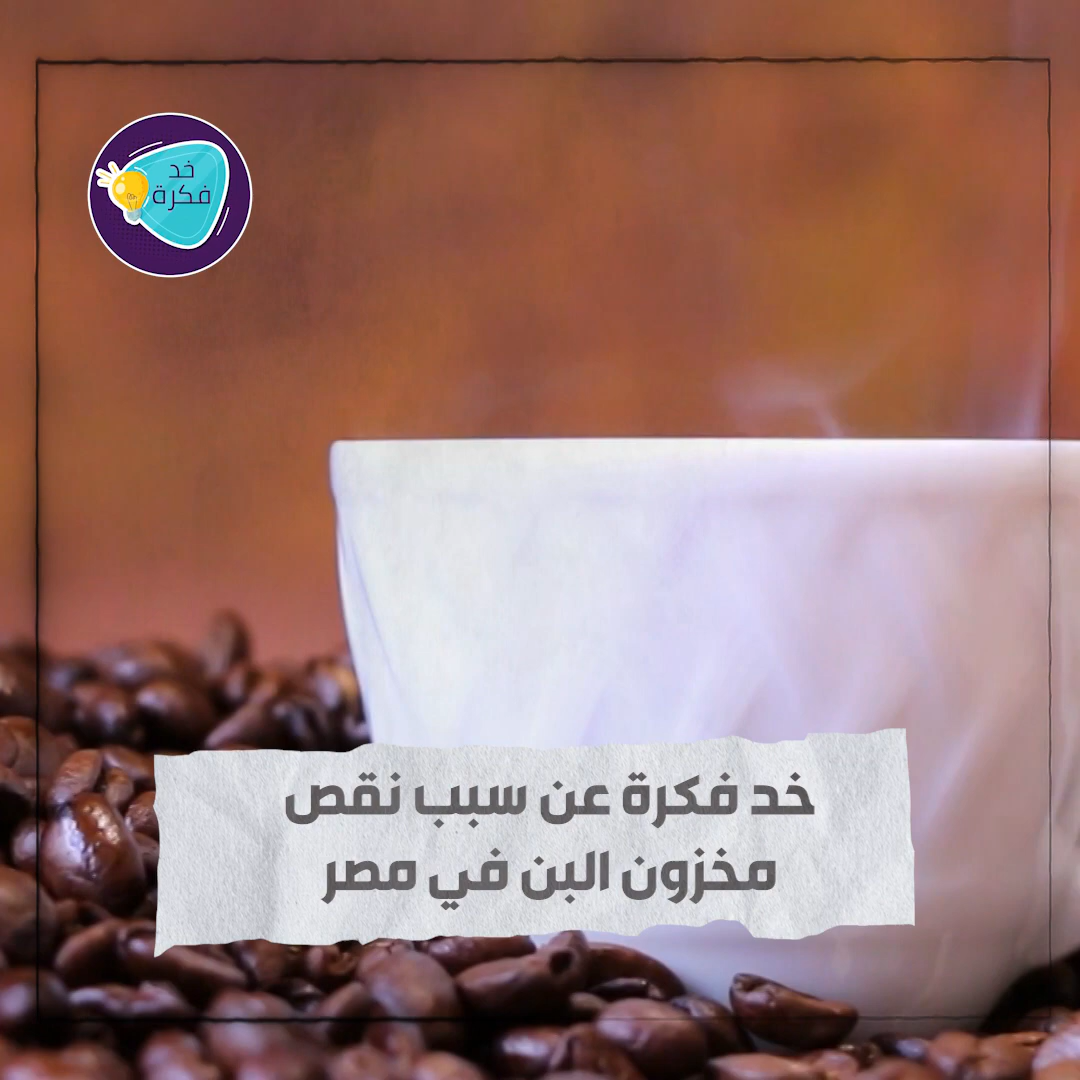 خد
فكرة
خد فكرة عن سبب نقص
مخزون البن في مصر